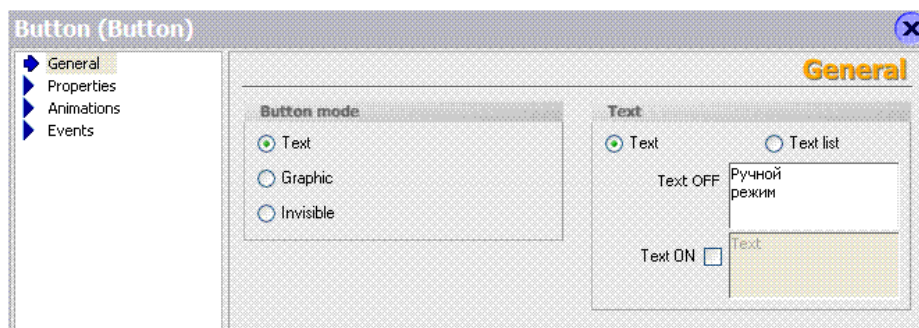 Button (Button)
General
Properties
Animations
Events
General
Button mode
Text
Graphic
Invisible
Text
Text
Text list
Text OFF
Ручной
режим
Text ON
Text